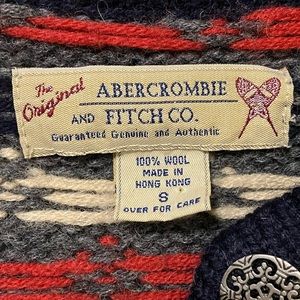 The
Original
ABERCROMBIE
AND FITCH CO.
Guaranteed Genuine and Authentic
100% WOOL
MADE IN
HONG KONG
S
OVER FOR CARE